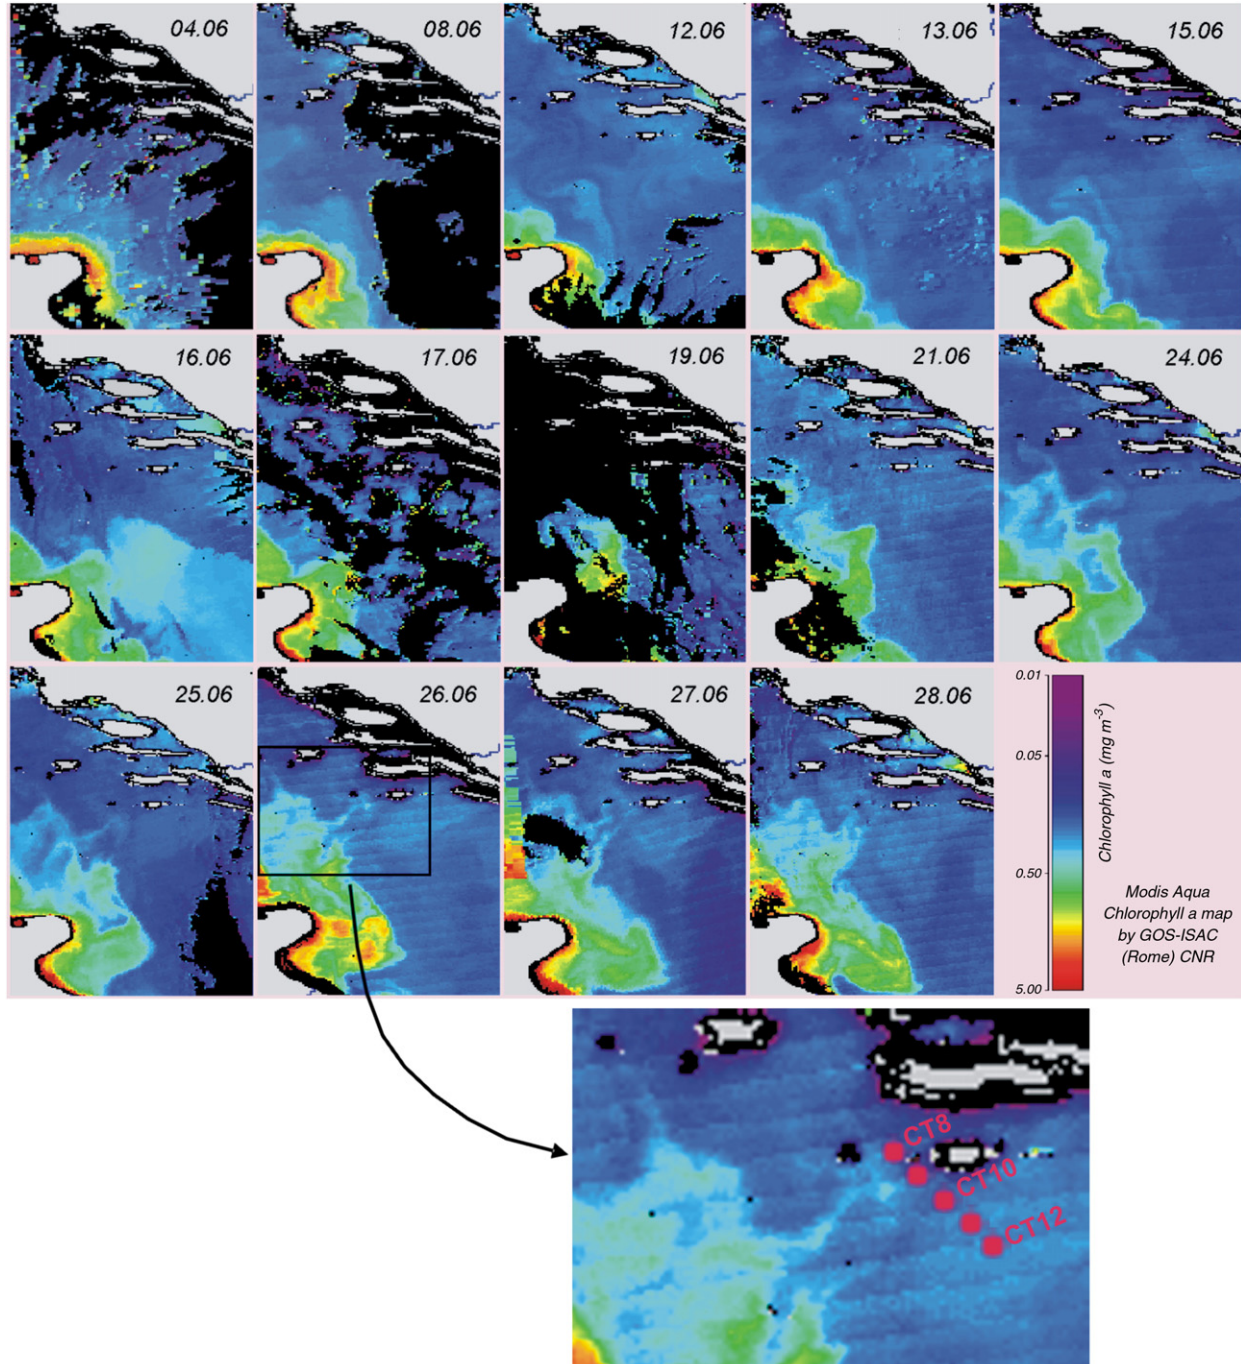 04.06
08.06
12.06
13.06
15.06
16.06
17.06
19.06
21.06
24.06
25.06
26.06
27.06
28.06
0.01
0.05
0.50
5.00
Chlorophyll a (mg m⁻³)
Modis Aqua
Chlorophyll a map
by GOS-ISAC
(Rome) CNR
CT8
CT10
CT12